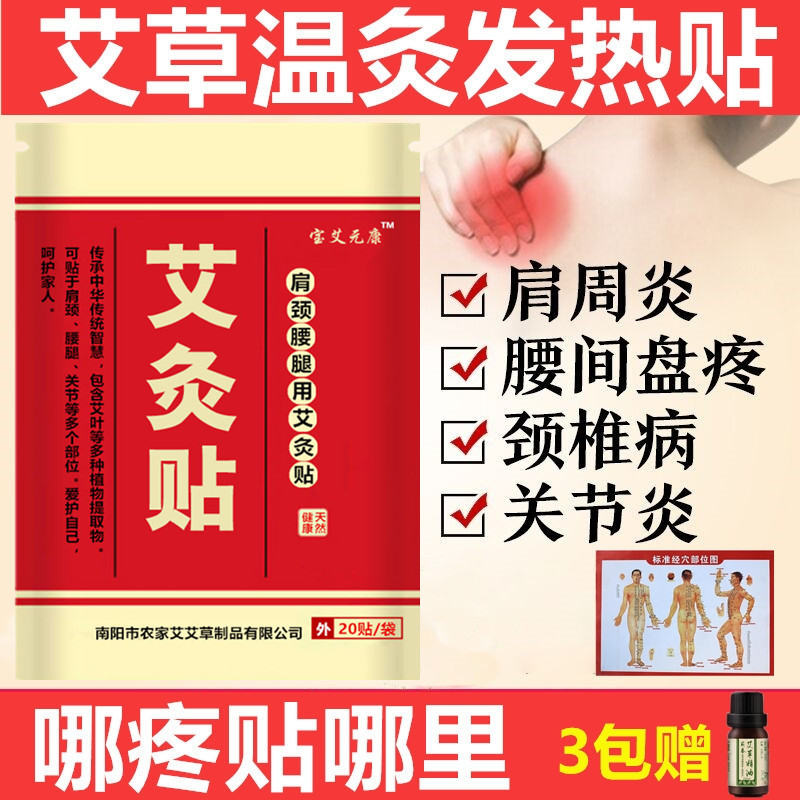 艾草温灸发热贴
宝艾元康™
艾灸贴
肩颈腰腿用艾灸贴
传承中华传统智慧，包含艾叶等多种植物提取物。
可贴于肩颈、腰腿、关节等多个部位。爱护自己，
呵护家人。
天然
健康
南阳市农家艾艾草制品有限公司 外 20贴/袋
肩周炎
腰间盘疼
颈椎病
关节炎
标准经穴部位图
哪疼贴哪里
3包赠
艾草精油